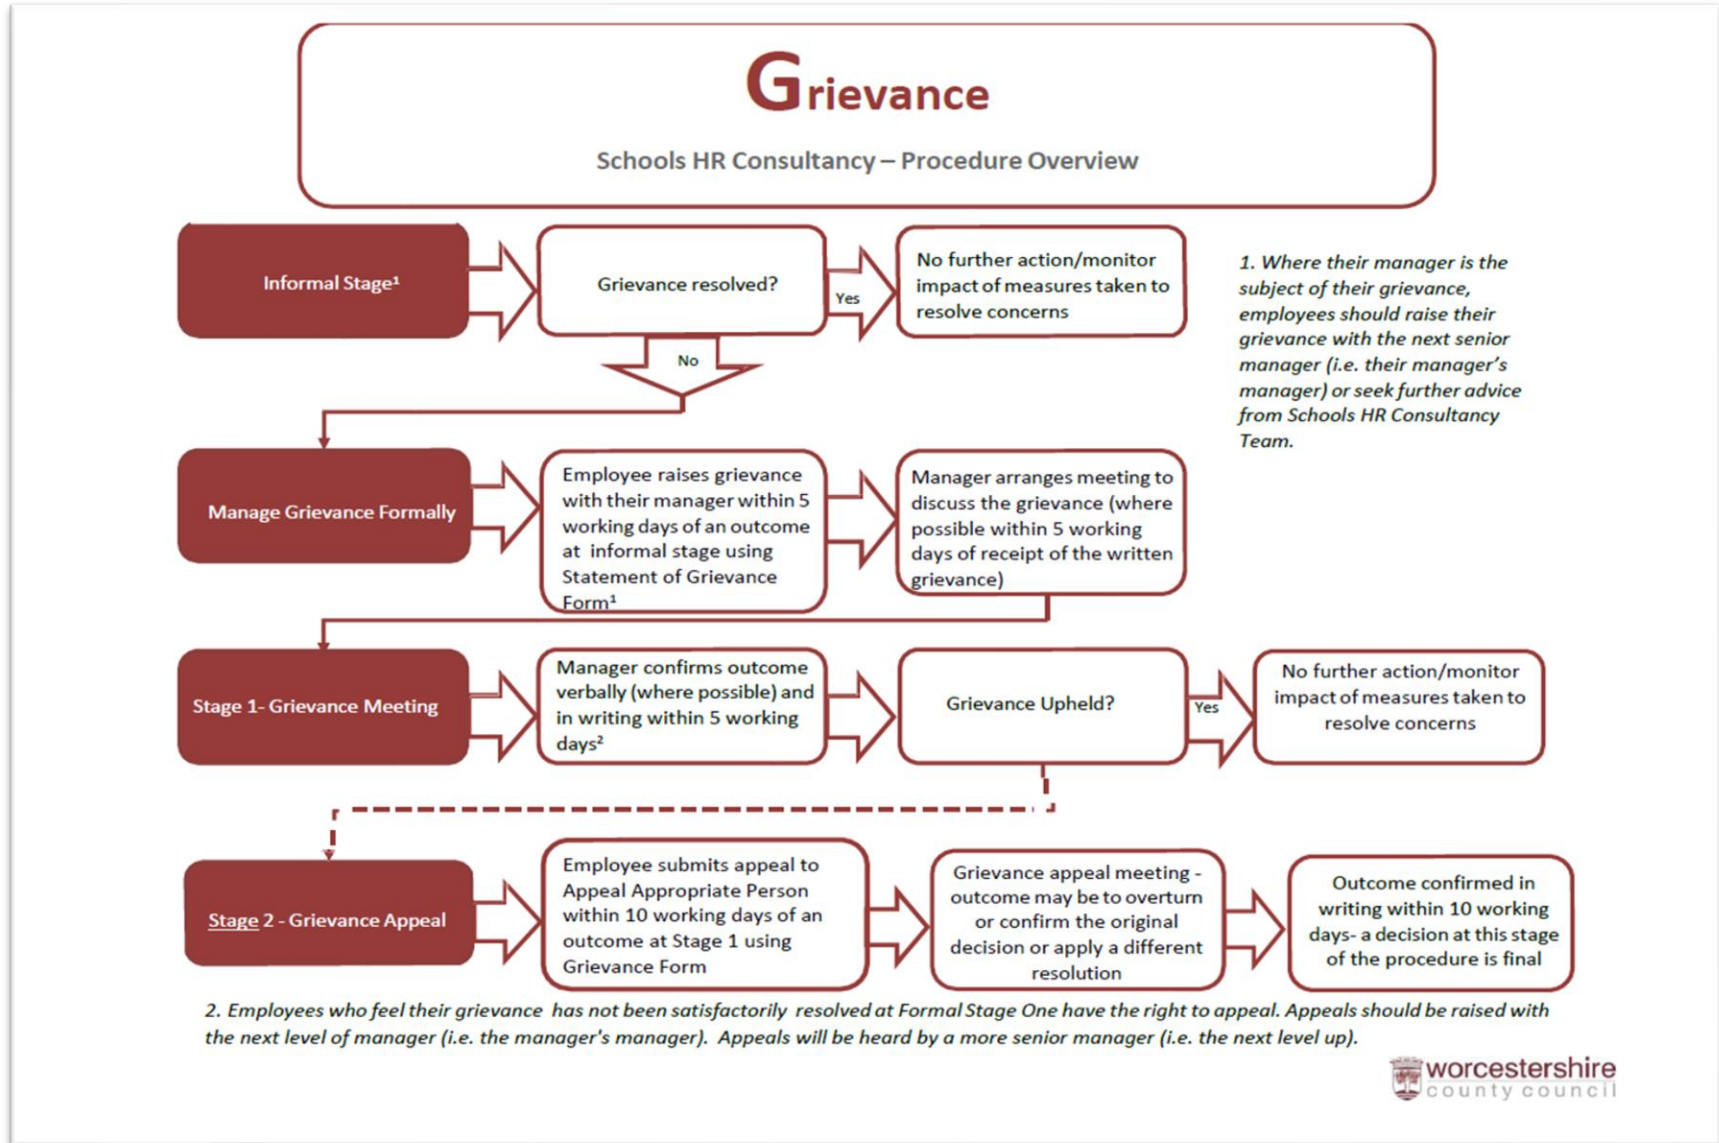 Grievance
Schools HR Consultancy – Procedure Overview
Informal Stage¹
Grievance resolved?
Yes
No further action/monitor
impact of measures taken to
resolve concerns
1. Where their manager is the
subject of their grievance,
employees should raise their
grievance with the next senior
manager (i.e. their manager's
manager) or seek further advice
from Schools HR Consultancy
Team.
No
Manage Grievance Formally
Employee raises grievance
with their manager within 5
working days of an outcome
at informal stage using
Statement of Grievance
Form¹
Manager arranges meeting to
discuss the grievance (where
possible within 5 working
days of receipt of the written
grievance)
Stage 1- Grievance Meeting
Manager confirms outcome
verbally (where possible) and
in writing within 5 working
days²
Grievance Upheld?
Yes
No further action/monitor
impact of measures taken to
resolve concerns
Stage 2 - Grievance Appeal
Employee submits appeal to
Appeal Appropriate Person
within 10 working days of an
outcome at Stage 1 using
Grievance Form
Grievance appeal meeting -
outcome may be to overturn
or confirm the original
decision or apply a different
resolution
Outcome confirmed in
writing within 10 working
days- a decision at this stage
of the procedure is final
2. Employees who feel their grievance has not been satisfactorily resolved at Formal Stage One have the right to appeal. Appeals should be raised with
the next level of manager (i.e. the manager's manager). Appeals will be heard by a more senior manager (i.e. the next level up).
worcestershire
county council